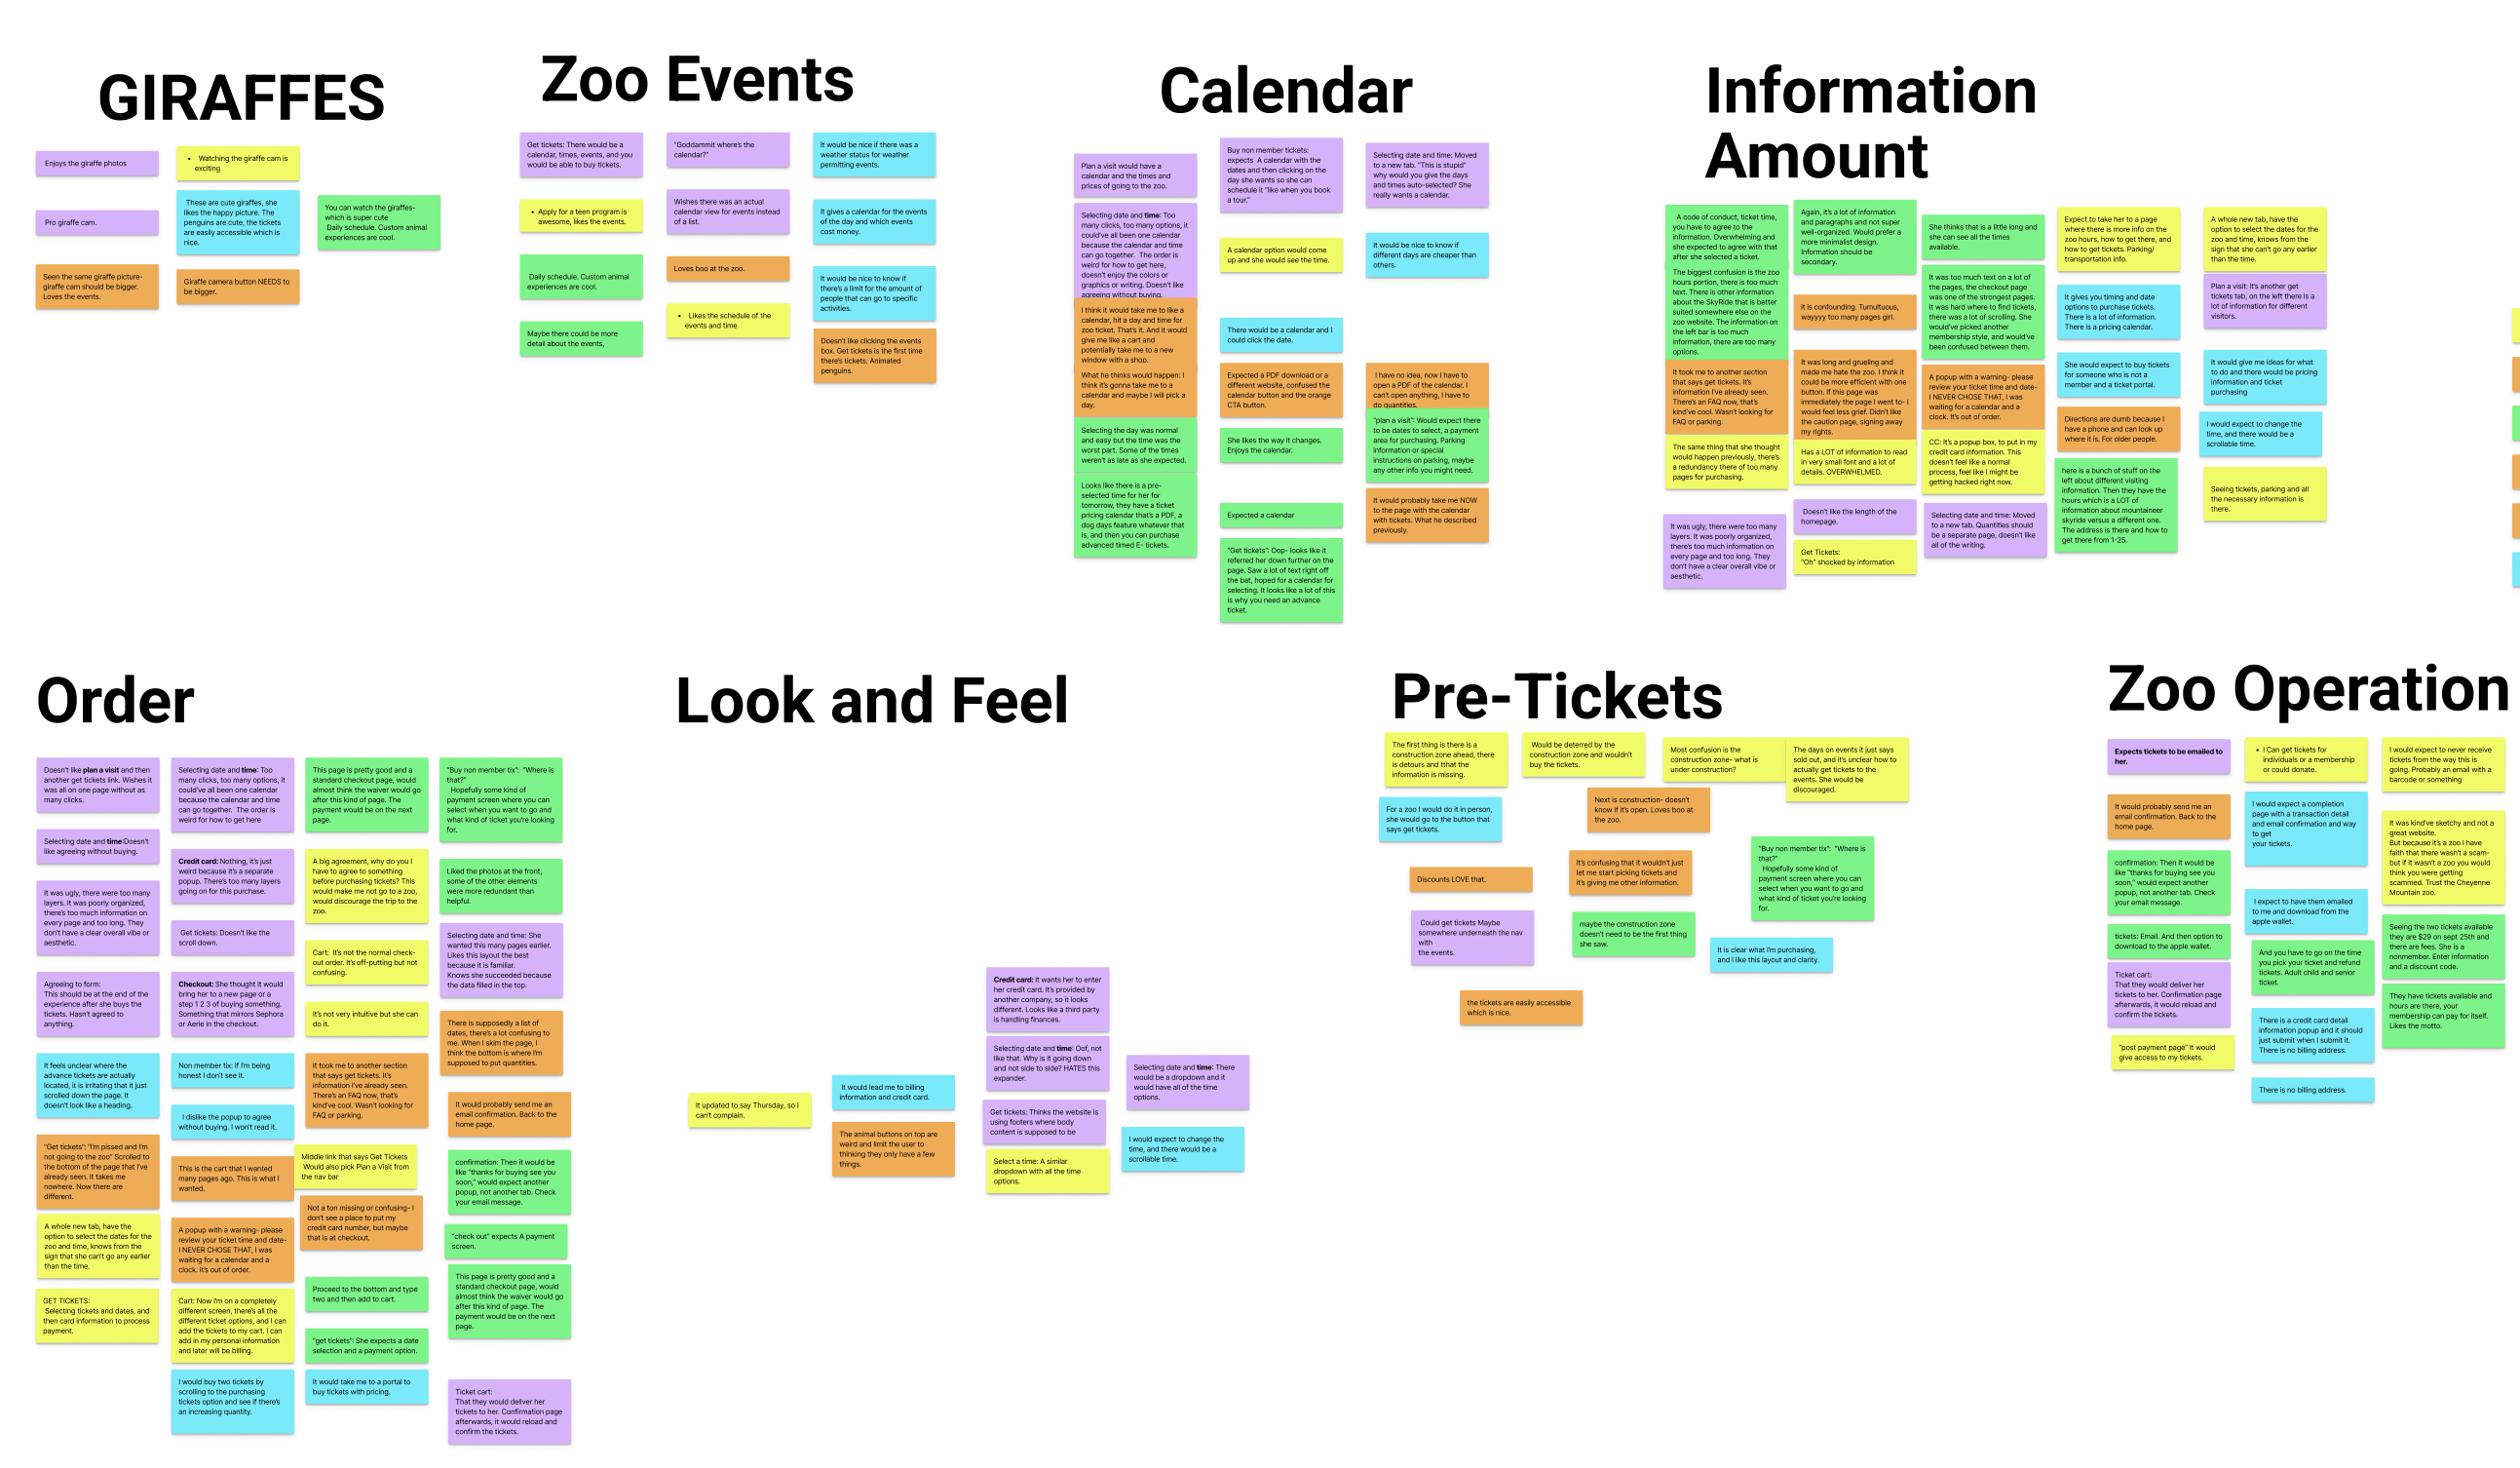 GIRAFFES
Enjoys the giraffe photos
Pro giraffe cam.
Seen the same giraffe picture-
giraffe cam should be bigger.
Loves the events.
• Watching the giraffe cam is
exciting
These are cute giraffes, she
likes the happy picture. The
penguins are cute, the tickets
are easily accessible which is
nice.
Giraffe camera button NEEDS to
be bigger.
You can watch the giraffes-
which is super cute
Daily schedule. Custom animal
experiences are cool.
Zoo Events
Get tickets: There would be a
calendar, times, events, and you
would be able to buy tickets.
• Apply for a teen program is
awesome, likes the events.
Daily schedule. Custom animal
experiences are cool.
Maybe there could be more
detail about the events,
"Goddammit where's the
calendar?"
Wishes there was an actual
calendar view for events instead
of a list.
Loves boo at the zoo.
• Likes the schedule of the
events and time
It would be nice if there was a
weather status for weather
permitting events.
It gives a calendar for the events
of the day and which events
cost money.
It would be nice to know if
there's a limit for the amount of
people that can go to specific
activities.
Doesn't like clicking the events
box. Get tickets is the first time
there's tickets. Animated
penguins.
Calendar
Plan a visit would have a
calendar and the times and
prices of going to the zoo.
Selecting date and time: Too
many clicks, too many options, it
could've all been one calendar
because the calendar and time
can go together. The order is
weird for how to get here,
doesn't enjoy the colors or
graphics or writing. Doesn't like
agreeing without buying.
I think it would take me to like a
calendar, hit a day and time for
zoo ticket. That's it. And it would
give me like a cart and
potentially take me to a new
window with a shop.
What he thinks would happen: I
think it's gonna take me to a
calendar and maybe I will pick a
day.
Selecting the day was normal
and easy but the time was the
worst part. Some of the times
weren't as late as she expected.
Looks like there is a pre-
selected time for her for
tomorrow, they have a ticket
pricing calendar that's a PDF, a
dog days feature whatever that
is, and then you can purchase
advanced timed E- tickets.
Buy non member tickets:
expects A calendar with the
dates and then clicking on the
day she wants so she can
schedule it "like when you book
a tour."
A calendar option would come
up and she would see the time.
There would be a calendar and I
could click the date.
Expected a PDF download or a
different website, confused the
calendar button and the orange
CTA button.
She likes the way it changes.
Enjoys the calendar.
Expected a calendar
"Get tickets": Oop- looks like it
referred her down further on the
page. Saw a lot of text right off
the bat, hoped for a calendar for
selecting. It looks like a lot of this
is why you need an advance
ticket.
Selecting date and time: Moved
to a new tab. "This is stupid"
why would you give the days
and times auto-selected? She
really wants a calendar.
It would be nice to know if
different days are cheaper than
others.
I have no idea, now I have to
open a PDF of the calendar. I
can't open anything, I have to
do quantities.
"plan a visit": Would expect there
to be dates to select, a payment
area for purchasing. Parking
information or special
instructions on parking, maybe
any other info you might need.
It would probably take me NOW
to the page with the calendar
with tickets. What he described
previously.
Information
Amount
A code of conduct, ticket time,
you have to agree to the
information. Overwhelming and
she expected to agree with that
after she selected a ticket.
The biggest confusion is the zoo
hours portion, there is too much
text. There is other information
about the SkyRide that is better
suited somewhere else on the
zoo website. The information on
the left bar is too much
information, there are too many
options.
It took me to another section
that says get tickets. It's
information I've already seen.
There's an FAQ now, that's
kind've cool. Wasn't looking for
FAQ or parking.
The same thing that she thought
would happen previously, there's
a redundancy there of too many
pages for purchasing.
It was ugly, there were too many
layers. It was poorly organized,
there's too much information on
every page and too long. They
don't have a clear overall vibe or
aesthetic.
Again, it's a lot of information
and paragraphs and not super
well-organized. Would prefer a
more minimalist design.
Information should be
secondary.
it is confounding. Tumultuous,
wayyyy too many pages girl.
It was long and grueling and
made me hate the zoo. I think it
could be more efficient with one
button. If this page was
immediately the page I went to- I
would feel less grief. Didn't like
the caution page, signing away
my rights.
Has a LOT of information to read
in very small font and a lot of
details. OVERWHELMED.
Doesn't like the length of the
homepage.
Get Tickets:
"Oh" shocked by information
She thinks that is a little long and
she can see all the times
available.
It was too much text on a lot of
the pages, the checkout page
was one of the strongest pages.
It was hard where to find tickets,
there was a lot of scrolling. She
would've picked another
membership style, and would've
been confused between them.
A popup with a warning- please
review your ticket time and date-
I NEVER CHOSE THAT, I was
waiting for a calendar and a
clock. It's out of order.
CC: It's a popup box, to put in my
credit card information. This
doesn't feel like a normal
process, feel like I might be
getting hacked right now.
Selecting date and time: Moved
to a new tab. Quantities should
be a separate page, doesn't like
all of the writing.
Expect to take her to a page
where there is more info on the
zoo hours, how to get there, and
how to get tickets. Parking/
transportation info.
It gives you timing and date
options to purchase tickets.
There is a lot of information.
There is a pricing calendar.
She would expect to buy tickets
for someone who is not a
member and a ticket portal.
Directions are dumb because I
have a phone and can look up
where it is. For older people.
here is a bunch of stuff on the
left about different visiting
information. Then they have the
hours which is a LOT of
information about mountaineer
skyride versus a different one.
The address is there and how to
get there from 1-25.
A whole new tab, have the
option to select the dates for the
zoo and time, knows from the
sign that she can't go any earlier
than the time.
Plan a visit: It's another get
tickets tab, on the left there is a
lot of information for different
visitors.
It would give me ideas for what
to do and there would be pricing
information and ticket
purchasing
I would expect to change the
time, and there would be a
scrollable time.
Seeing tickets, parking and all
the necessary information is
there.
Order
Doesn't like plan a visit and then
another get tickets link. Wishes it
was all on one page without as
many clicks.
Selecting date and time:Doesn't
like agreeing without buying.
It was ugly, there were too many
layers. It was poorly organized,
there's too much information on
every page and too long. They
don't have a clear overall vibe or
aesthetic.
Agreeing to form:
This should be at the end of the
experience after she buys the
tickets. Hasn't agreed to
anything.
It feels unclear where the
advance tickets are actually
located, it is irritating that it just
scrolled down the page. It
doesn't look like a heading.
"Get tickets": "I'm pissed and I'm
not going to the zoo" Scrolled to
the bottom of the page that I've
already seen. It takes me
nowhere. Now there are
different.
A whole new tab, have the
option to select the dates for the
zoo and time, knows from the
sign that she can't go any earlier
than the time.
GET TICKETS:
Selecting tickets and dates, and
then card information to process
payment.
Selecting date and time: Too
many clicks, too many options, it
could've all been one calendar
because the calendar and time
can go together. The order is
weird for how to get here
Credit card: Nothing, it's just
weird because it's a separate
popup. There's too many layers
going on for this purchase.
Get tickets: Doesn't like the
scroll down.
Checkout: She thought it would
bring her to a new page or a
step 1 2 3 of buying something.
Something that mirrors Sephora
or Aerie in the checkout.
Non member tix: If I'm being
honest I don't see it.
I dislike the popup to agree
without buying. I won't read it.
This is the cart that I wanted
many pages ago. This is what I
wanted.
A popup with a warning- please
review your ticket time and date-
I NEVER CHOSE THAT, I was
waiting for a calendar and a
clock. It's out of order.
Cart: Now I'm on a completely
different screen, there's all the
different ticket options, and I can
add the tickets to my cart. I can
add in my personal information
and later will be billing.
I would buy two tickets by
scrolling to the purchasing
tickets option and see if there's
an increasing quantity.
This page is pretty good and a
standard checkout page, would
almost think the waiver would go
after this kind of page. The
payment would be on the next
page.
A big agreement, why do you I
have to agree to something
before purchasing tickets? This
would make me not go to a zoo,
would discourage the trip to the
zoo.
Cart: It's not the normal check-
out order. It's off-putting but not
confusing.
It's not very intuitive but she can
do it.
It took me to another section
that says get tickets. It's
information I've already seen.
There's an FAQ now, that's
kind've cool. Wasn't looking for
FAQ or parking.
Middle link that says Get Tickets
Would also pick Plan a Visit from
the nav bar
Not a ton missing or confusing- I
don't see a place to put my
credit card number, but maybe
that is at checkout.
Proceed to the bottom and type
two and then add to cart.
"get tickets": She expects a date
selection and a payment option.
It would take me to a portal to
buy tickets with pricing.
"Buy non member tix": "Where is
that?"
Hopefully some kind of
payment screen where you can
select when you want to go and
what kind of ticket you're looking
for.
Liked the photos at the front,
some of the other elements
were more redundant than
helpful.
Selecting date and time: She
wanted this many pages earlier.
Likes this layout the best
because it is familiar.
Knows she succeeded because
the data filled in the top.
There is supposedly a list of
dates, there's a lot confusing to
me. When I skim the page, I
think the bottom is where I'm
supposed to put quantities.
It would probably send me an
email confirmation. Back to the
home page.
confirmation: Then it would be
like "thanks for buying see you
soon," would expect another
popup, not another tab. Check
your email message.
"check out" expects A payment
screen.
This page is pretty good and a
standard checkout page, would
almost think the waiver would go
after this kind of page. The
payment would be on the next
page.
Ticket cart:
That they would deliver her
tickets to her. Confirmation page
afterwards, it would reload and
confirm the tickets.
Look and Feel
It updated to say Thursday, so I
can't complain.
It would lead me to billing
information and credit card.
The animal buttons on top are
weird and limit the user to
thinking they only have a few
things.
Credit card: It wants her to enter
her credit card. It's provided by
another company, so it looks
different. Looks like a third party
is handling finances.
Selecting date and time: Oof, not
like that. Why is it going down
and not side to side? HATES this
expander.
Get tickets: Thinks the website is
using footers where body
content is supposed to be
Select a time: A similar
dropdown with all the time
options.
Selecting date and time: There
would be a dropdown and it
would have all of the time
options.
I would expect to change the
time, and there would be a
scrollable time.
Pre-Tickets
The first thing is there is a
construction zone ahead, there
is detours and tthat the
information is missing.
Would be deterred by the
construction zone and wouldn't
buy the tickets.
Most confusion is the
construction zone- what is
under construction?
The days on events it just says
sold out, and it's unclear how to
actually get tickets to the
events. She would be
discouraged.
For a zoo I would do it in person,
she would go to the button that
says get tickets.
Next is construction- doesn't
know if it's open. Loves boo at
the zoo.
Discounts LOVE that.
It's confusing that it wouldn't just
let me start picking tickets and
it's giving me other information.
"Buy non member tix": "Where is
that?"
Hopefully some kind of
payment screen where you can
select when you want to go and
what kind of ticket you're looking
for.
Could get tickets Maybe
somewhere underneath the nav
with
the events.
maybe the construction zone
doesn't need to be the first thing
she saw.
It is clear what I'm purchasing,
and I like this layout and clarity.
the tickets are easily accessible
which is nice.
Zoo Operation
Expects tickets to be emailed to
her.
It would probably send me an
email confirmation. Back to the
home page.
confirmation: Then it would be
like "thanks for buying see you
soon," would expect another
popup, not another tab. Check
your email message.
tickets: Email. And then option to
download to the apple wallet.
Ticket cart:
That they would deliver her
tickets to her. Confirmation page
afterwards, it would reload and
confirm the tickets.
"post payment page" It would
give access to my tickets.
• I Can get tickets for
individuals or a membership
or could donate.
I would expect a completion
page with a transaction detail
and email confirmation and way
to get
your tickets.
I expect to have them emailed
to me and download from the
apple wallet.
And you have to go on the time
you pick your ticket and refund
tickets. Adult child and senior
ticket.
There is a credit card detail
information popup and it should
just submit when I submit it.
There is no billing address.
There is no billing address.
I would expect to never receive
tickets from the way this is
going. Probably an email with a
barcode or something
It was kind've sketchy and not a
great website.
But because it's a zoo I have
faith that there wasn't a scam-
but if it wasn't a zoo you would
think you were getting
scammed. Trust the Cheyenne
Mountain zoo.
Seeing the two tickets available
they are $29 on sept 25th and
there are fees. She is a
nonmember. Enter information
and a discount code.
They have tickets available and
hours are there, your
membership can pay for itself.
Likes the motto.